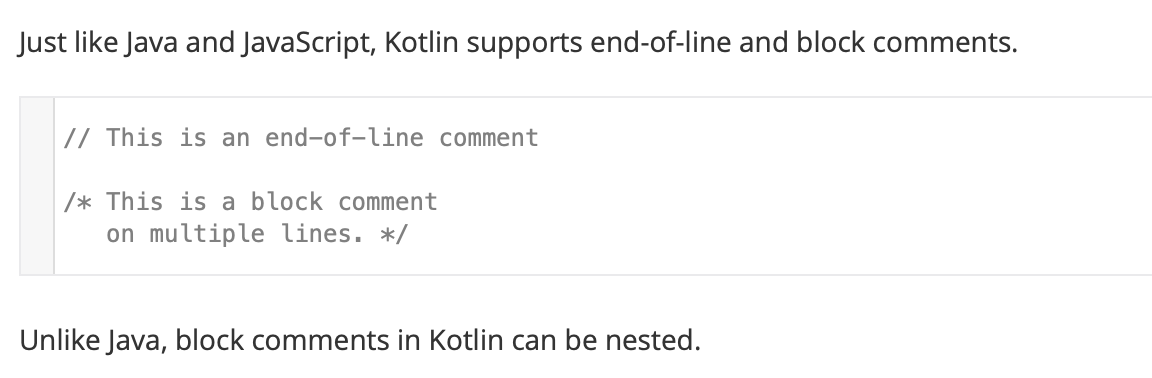 Just like Java and JavaScript, Kotlin supports end-of-line and block comments.
// This is an end-of-line comment
/* This is a block comment
   on multiple lines. */
Unlike Java, block comments in Kotlin can be nested.